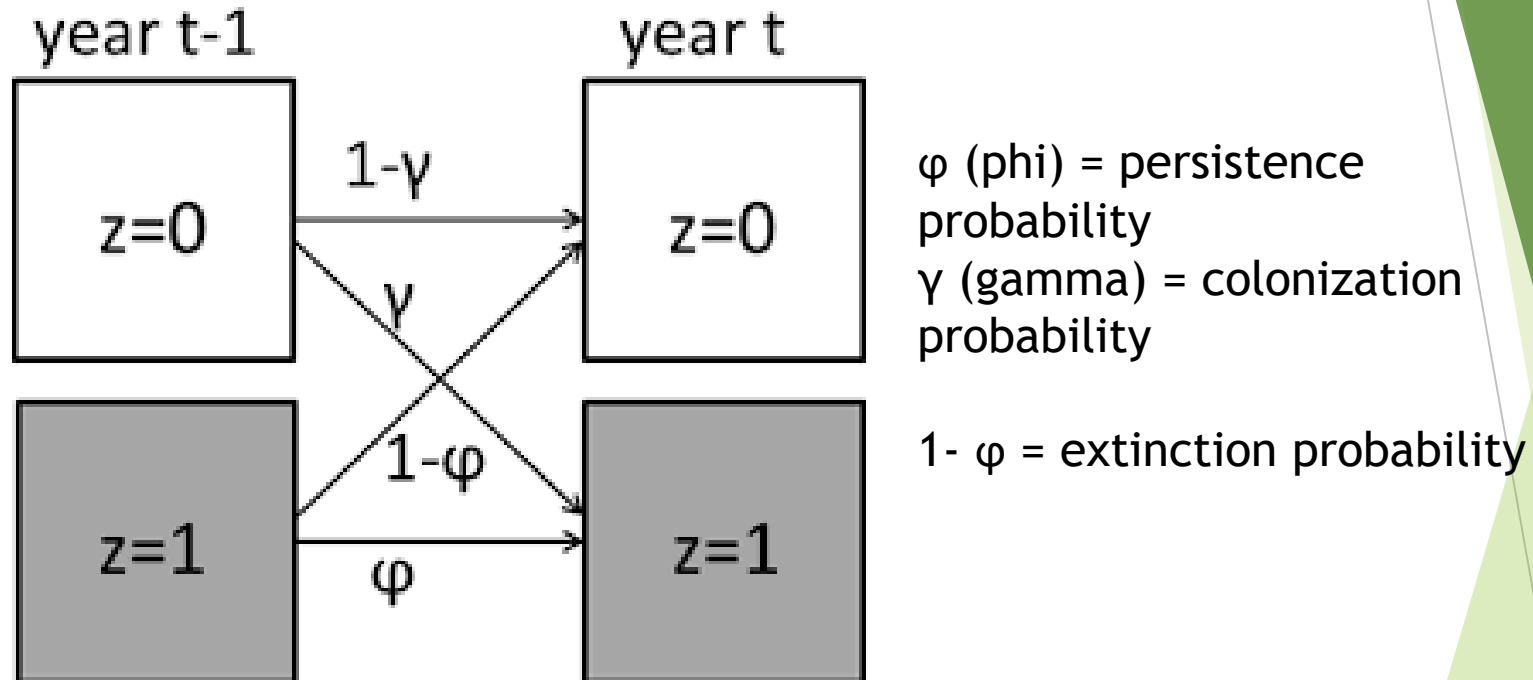 year t-1
year t
z=0
1-γ
z=0
γ
1-φ
z=1
φ
z=1
φ (phi) = persistence
probability
γ (gamma) = colonization
probability
1- φ = extinction probability